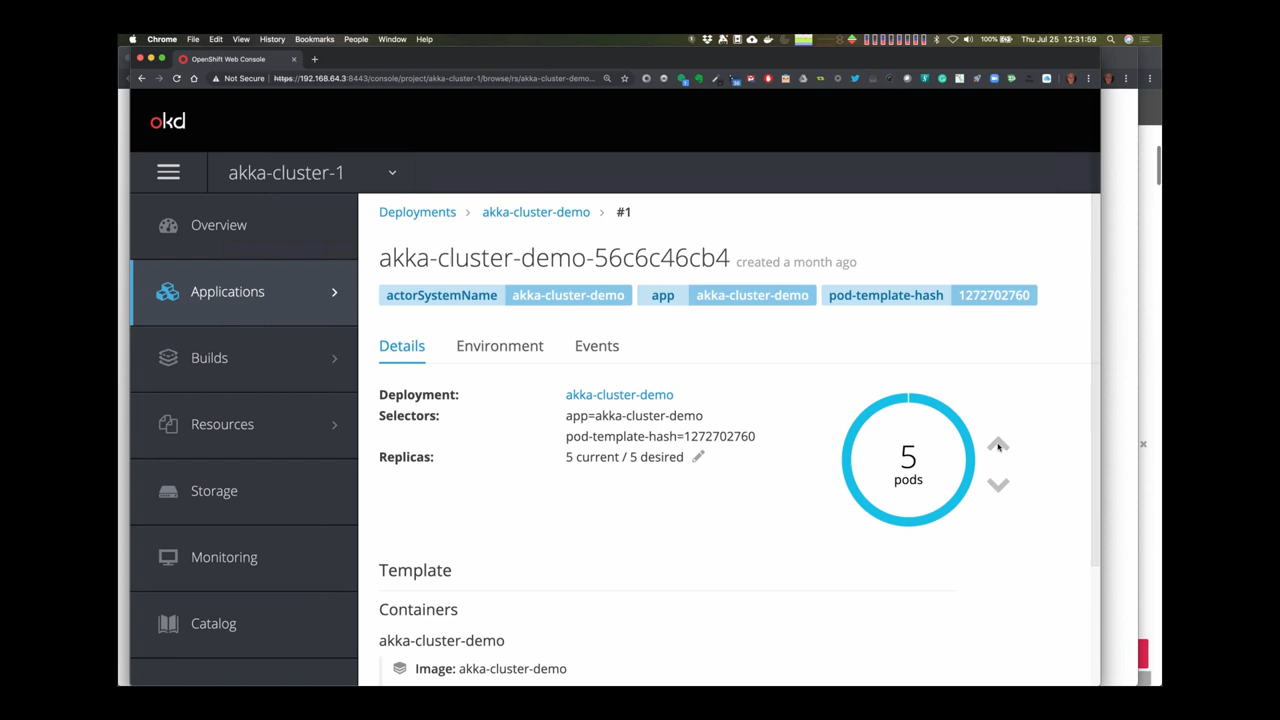 Chrome File Edit View History Bookmarks People Window Help 100% Thu Jul 25 12:31:59
OpenShift Web Console
Not Secure https://192.168.64.3:8443/console/project/akka-cluster-1/browse/rs/akka-cluster-demo...
okd
akka-cluster-1
Overview
Applications
Builds
Resources
Storage
Monitoring
Catalog
Deployments > akka-cluster-demo > #1
akka-cluster-demo-56c6c46cb4 created a month ago
actorSystemName akka-cluster-demo app akka-cluster-demo pod-template-hash 1272702760
Details Environment Events
Deployment: akka-cluster-demo
Selectors: app=akka-cluster-demo
pod-template-hash=1272702760
Replicas: 5 current / 5 desired
5
pods
Template
Containers
akka-cluster-demo
Image: akka-cluster-demo